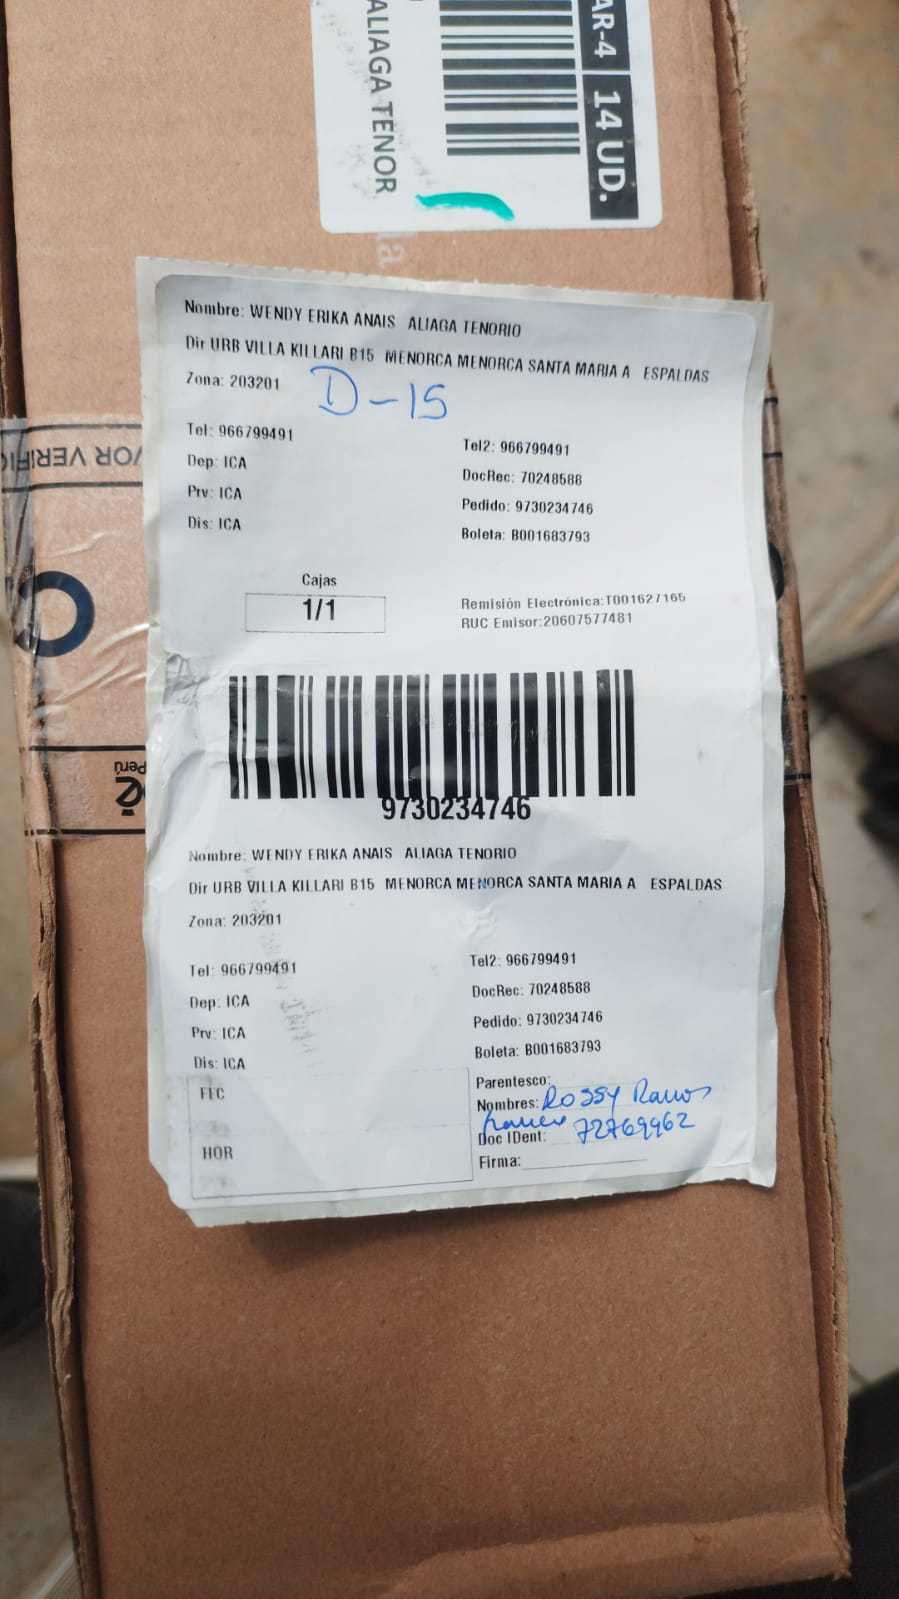 AR-4 14 UD.
ALIAGA TENOR
Nombre: WENDY ERIKA ANAIS ALIAGA TENORIO
Dir URB VILLA KILLARI B15 MENORCA MENORCA SANTA MARIA A ESPALDAS
Zona: 203201
D-15
Tel: 966799491
Tel2: 966799491
Dep: ICA
DocRec: 70248588
Prv: ICA
Pedido: 9730234746
Dis: ICA
Boleta: B001683793
Cajas
1/1
Remisión Electrónica:T001627165
RUC Emisor:20607577481
9730234746
Nombre: WENDY ERIKA ANAIS ALIAGA TENORIO
Dir URB VILLA KILLARI B15 MENORCA MENORCA SANTA MARIA A ESPALDAS
Zona: 203201
Tel: 966799491
Tel2: 966799491
Dep: ICA
DocRec: 70248588
Prv: ICA
Pedido: 9730234746
Dis: ICA
Boleta: B001683793
FEC
HOR
Parentesco:
Nombres: Rossy Ramos
Doc IDent: 72769962
Firma:
VOR VERIFI
Perú